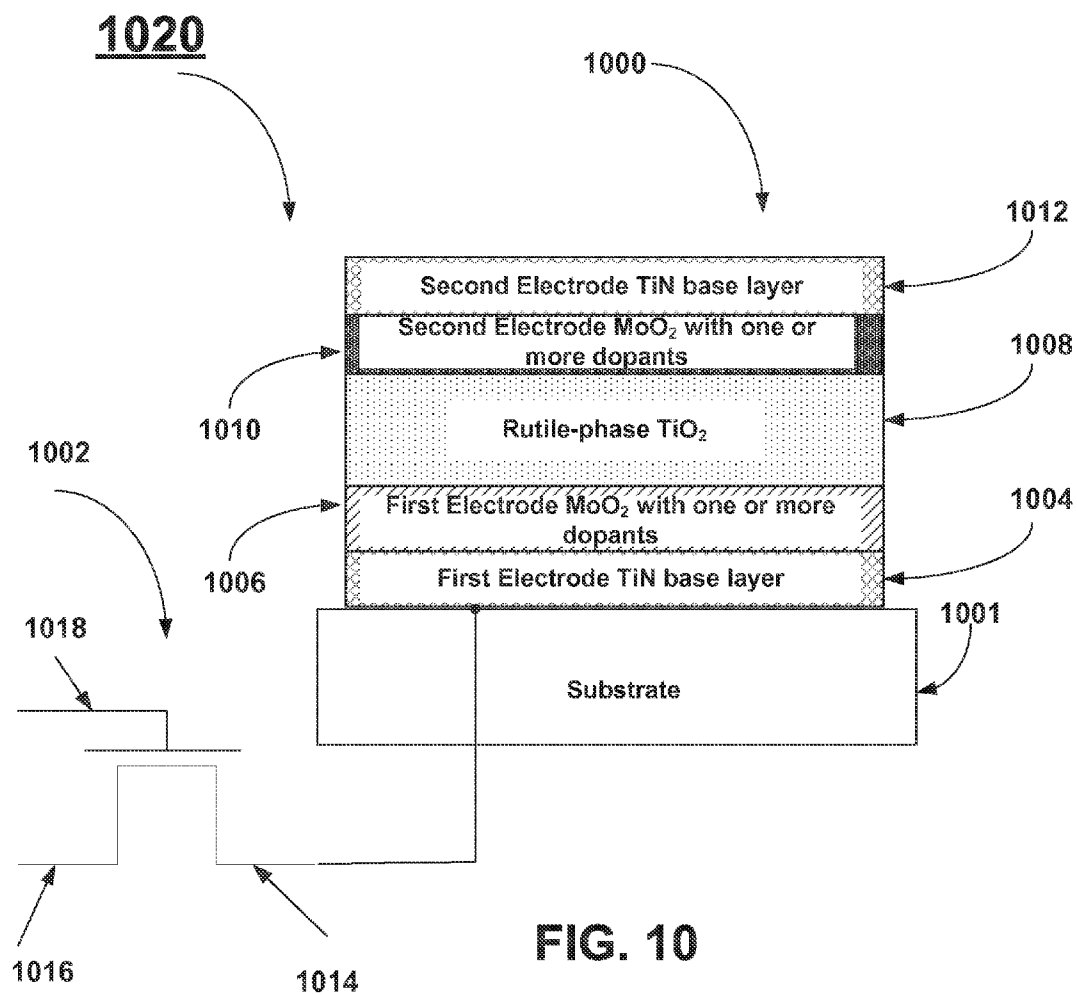 1020
1000
1012
Second Electrode TiN base layer
Second Electrode MoO₂ with one or
more dopants
1008
1010
Rutile-phase TiO₂
1002
First Electrode MoO₂ with one or more
dopants
1004
1006
First Electrode TiN base layer
1001
1018
Substrate
1016
1014
FIG. 10